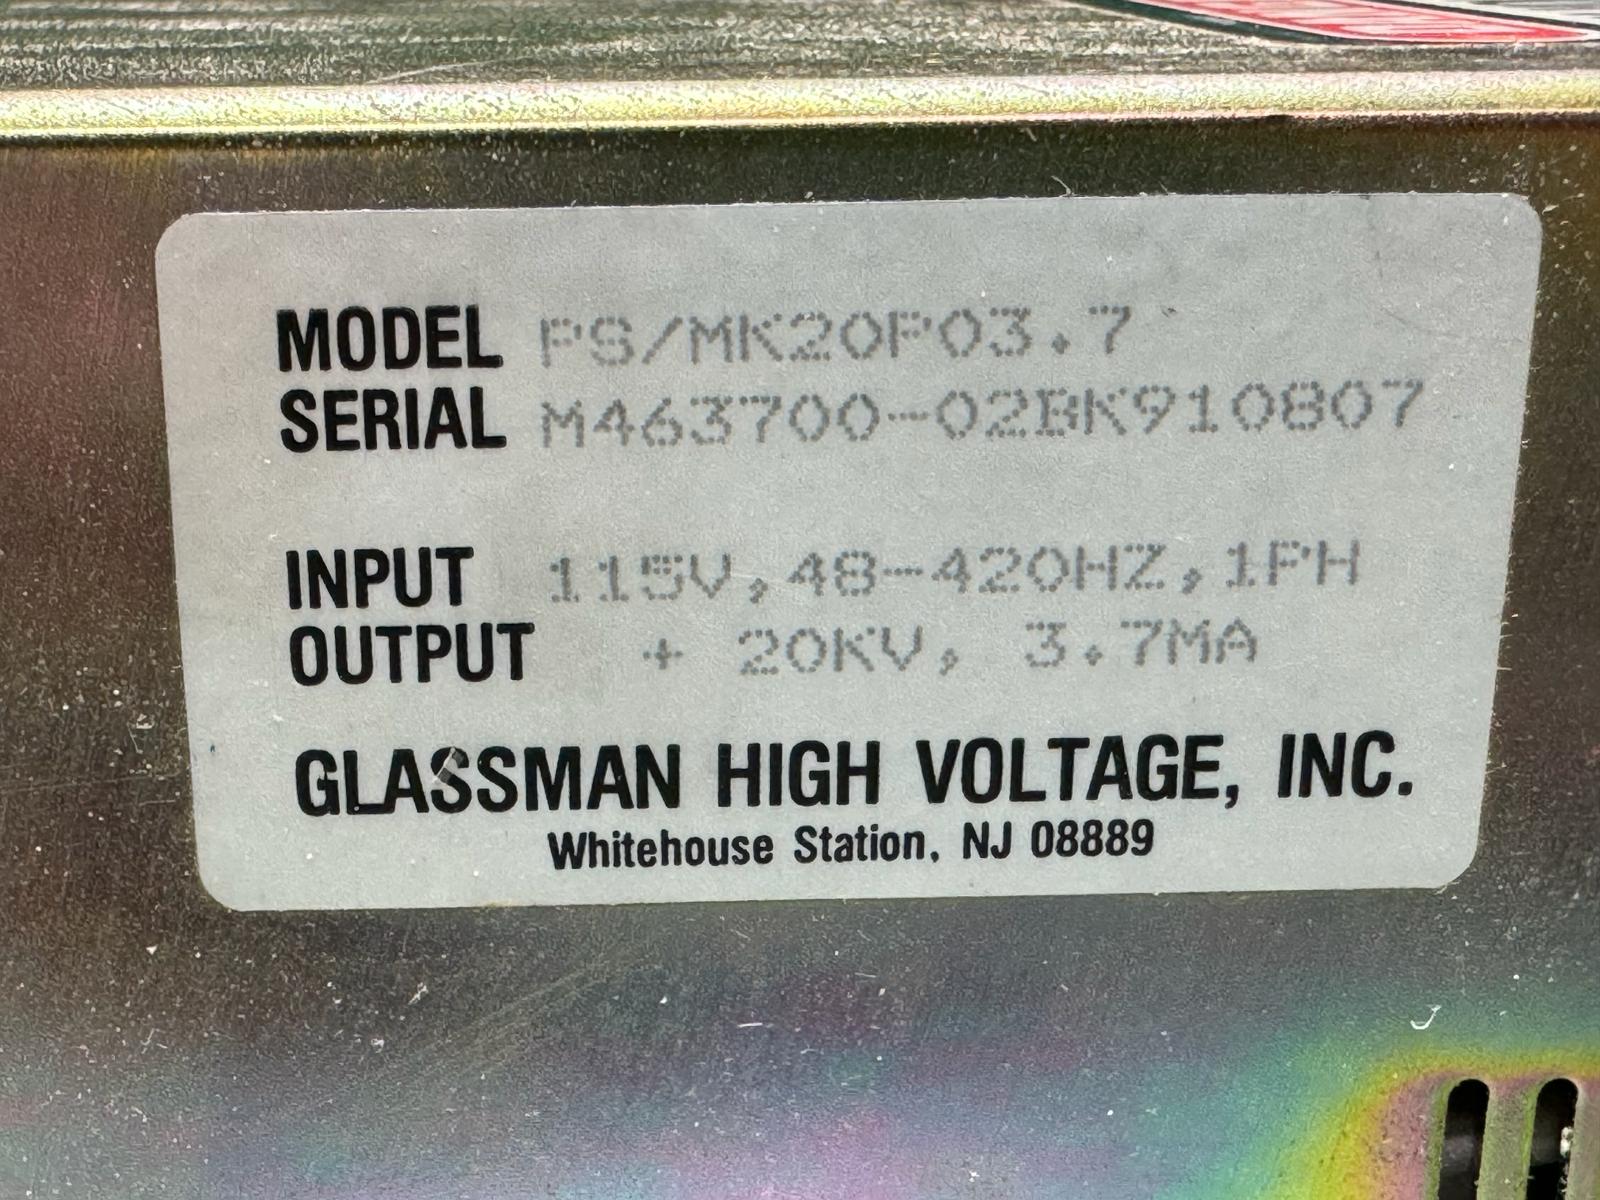 MODEL PS/MK20P03.7
SERIAL M463700-02BK910807
INPUT 115V,48-420HZ,1PH
OUTPUT + 20KV, 3.7MA
GLASSMAN HIGH VOLTAGE, INC.
Whitehouse Station, NJ 08889